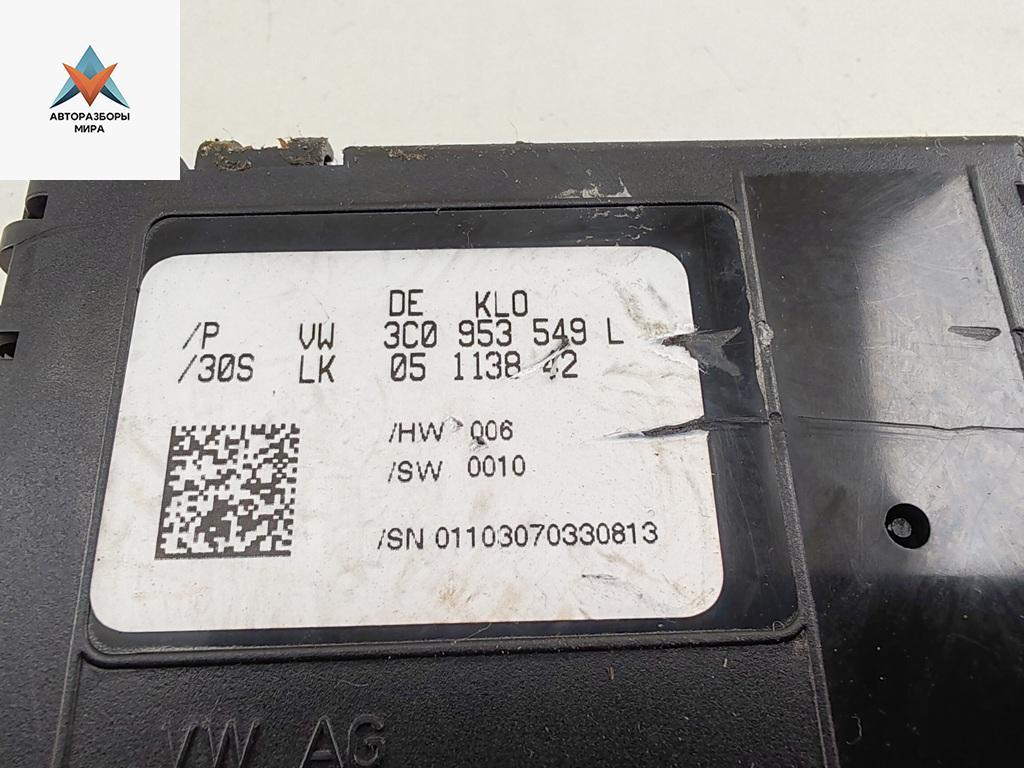 АВТОРАЗБОРЫ
МИРА
DE KLO
/P VW 3C0 953 549 L
/30S LK 05 1138 42
/HW 006
/SW 0010
/SN 01103070330813
VW AG